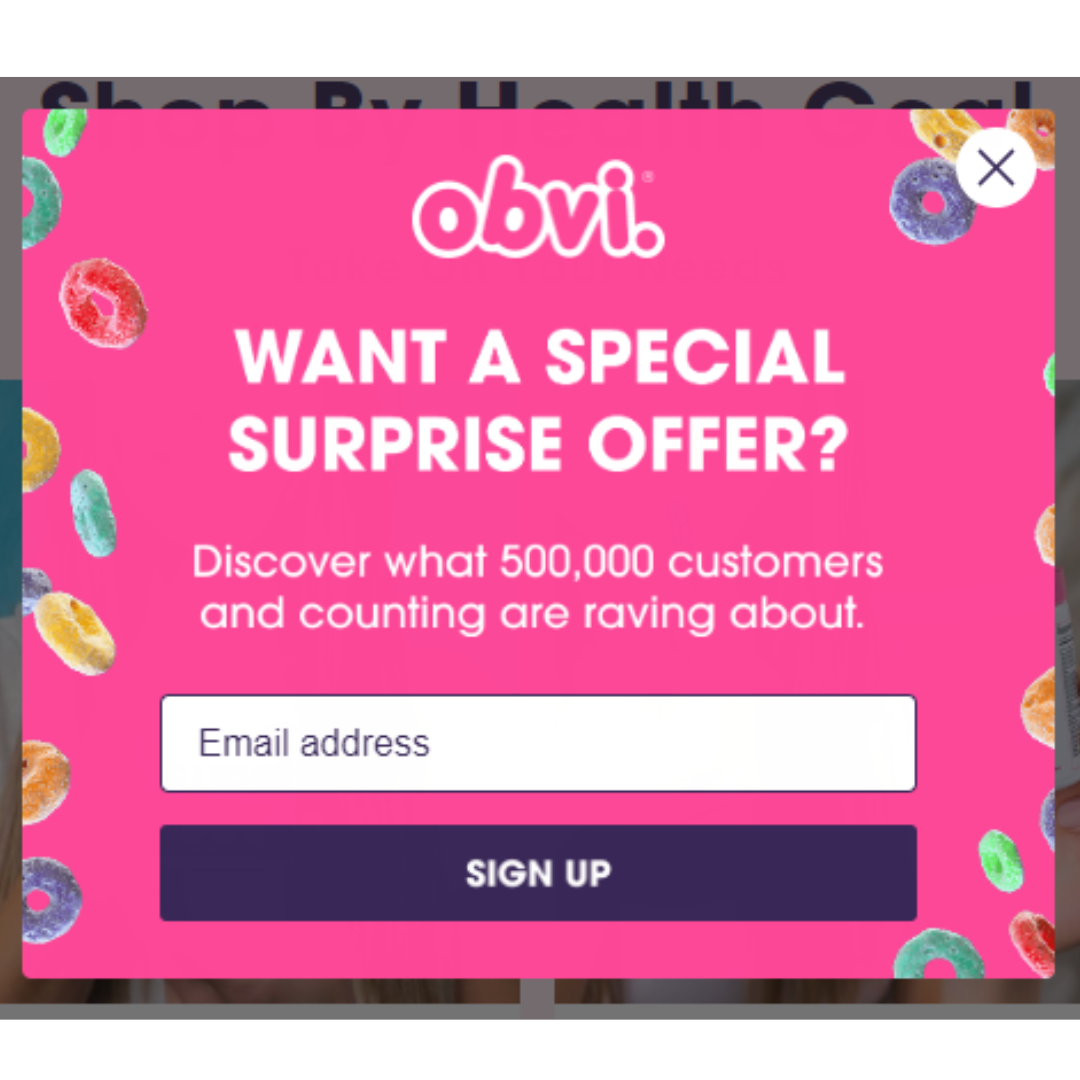 Shop By Health Goal
obvi.®
WANT A SPECIAL
SURPRISE OFFER?
Discover what 500,000 customers
and counting are raving about.
Email address
SIGN UP